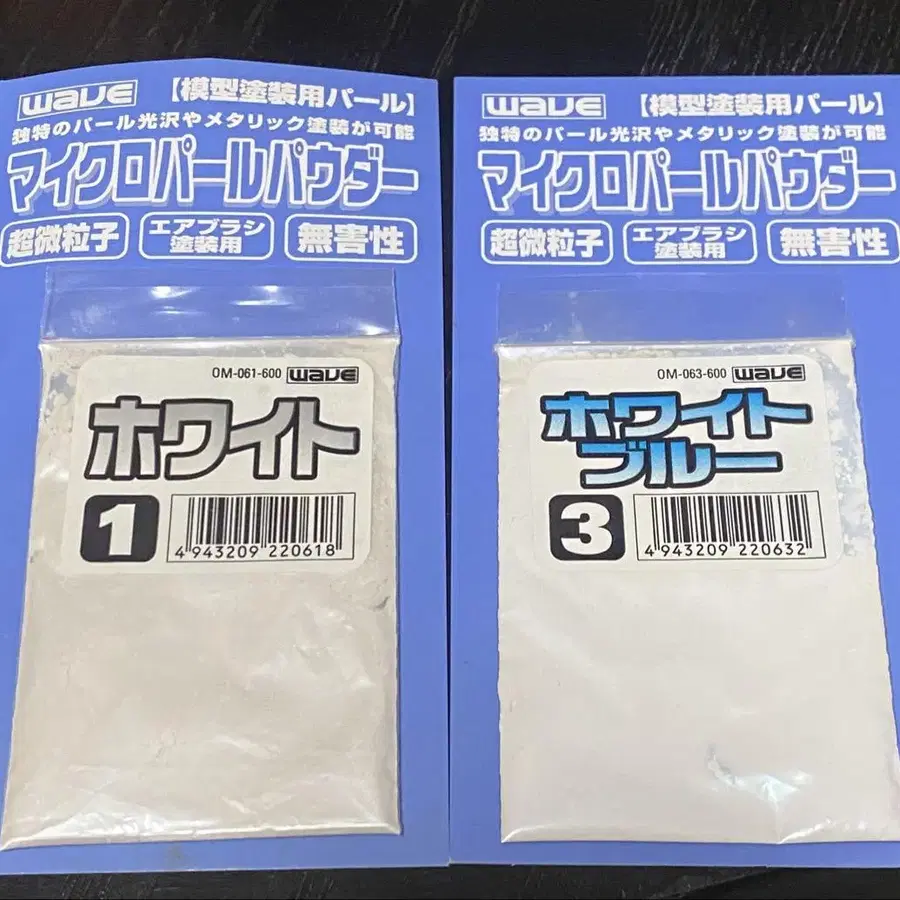 WAVE 【模型塗装用パール】
独特のパール光沢やメタリック塗装が可能
マイクロパールパウダー
超微粒子 エアブラシ塗装用 無害性
OM-061-600 WAVE
ホワイト
1
4 943209 220618
WAVE 【模型塗装用パール】
独特のパール光沢やメタリック塗装が可能
マイクロパールパウダー
超微粒子 エアブラシ塗装用 無害性
OM-063-600 WAVE
ホワイト
ブルー
3
4 943209 220632